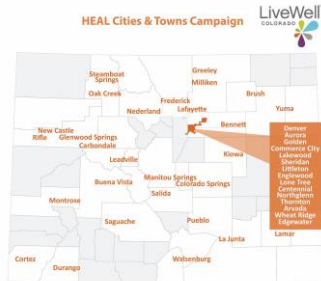 HEAL Cities & Towns Campaign
LiveWell
COLORADO
Steamboat
Springs
Oak Creek
Greeley
Milliken
Frederick
Lafayette
Nederland
Brush
Yuma
Bennett
New Castle
Rifle
Glenwood Springs
Carbondale
Kiowa
Leadville
Buena Vista
Manitou Springs
Colorado Springs
Salida
Montrose
Saguache
Pueblo
La Junta
Lamar
Cortez
Durango
Walsenburg
Denver
Aurora
Golden
Commerce City
Lakewood
Sheridan
Littleton
Englewood
Lone Tree
Centennial
Northglenn
Thornton
Arvada
Wheat Ridge
Edgewater